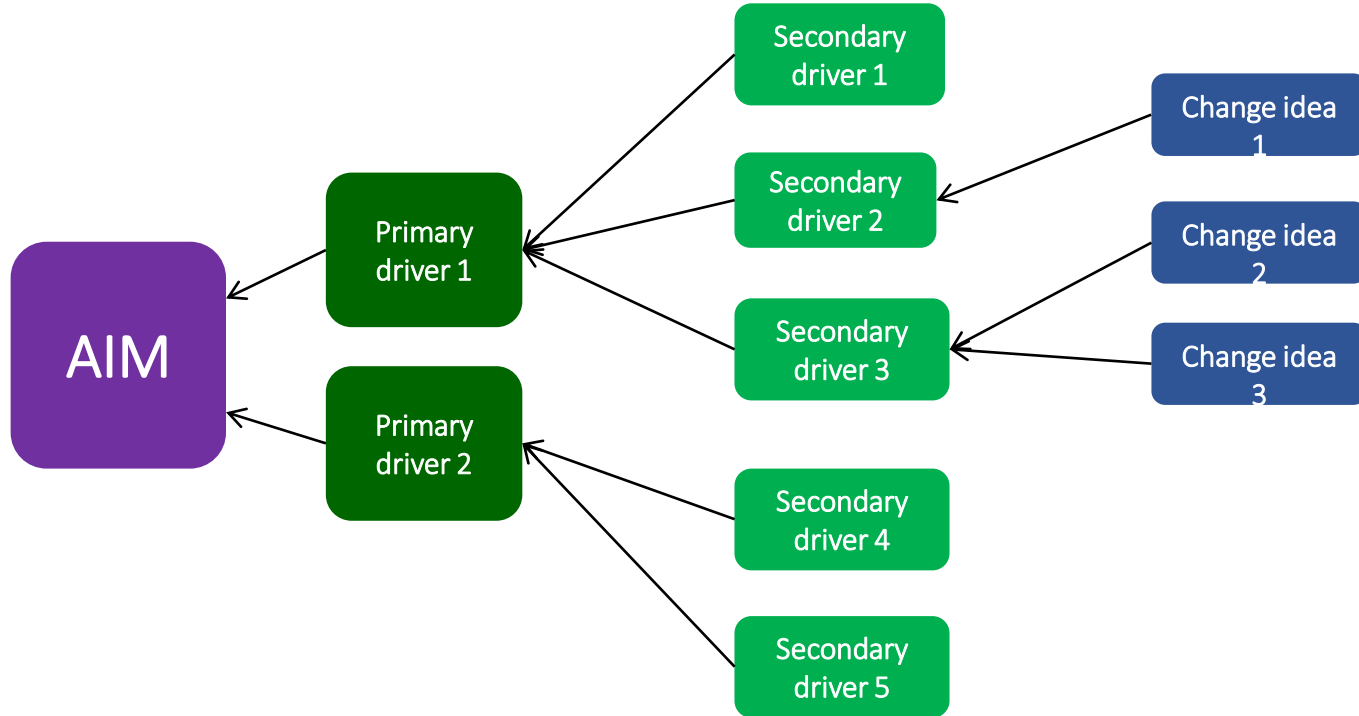 AIM
Primary
driver 1
Primary
driver 2
Secondary
driver 1
Secondary
driver 2
Secondary
driver 3
Secondary
driver 4
Secondary
driver 5
Change idea
1
Change idea
2
Change idea
3